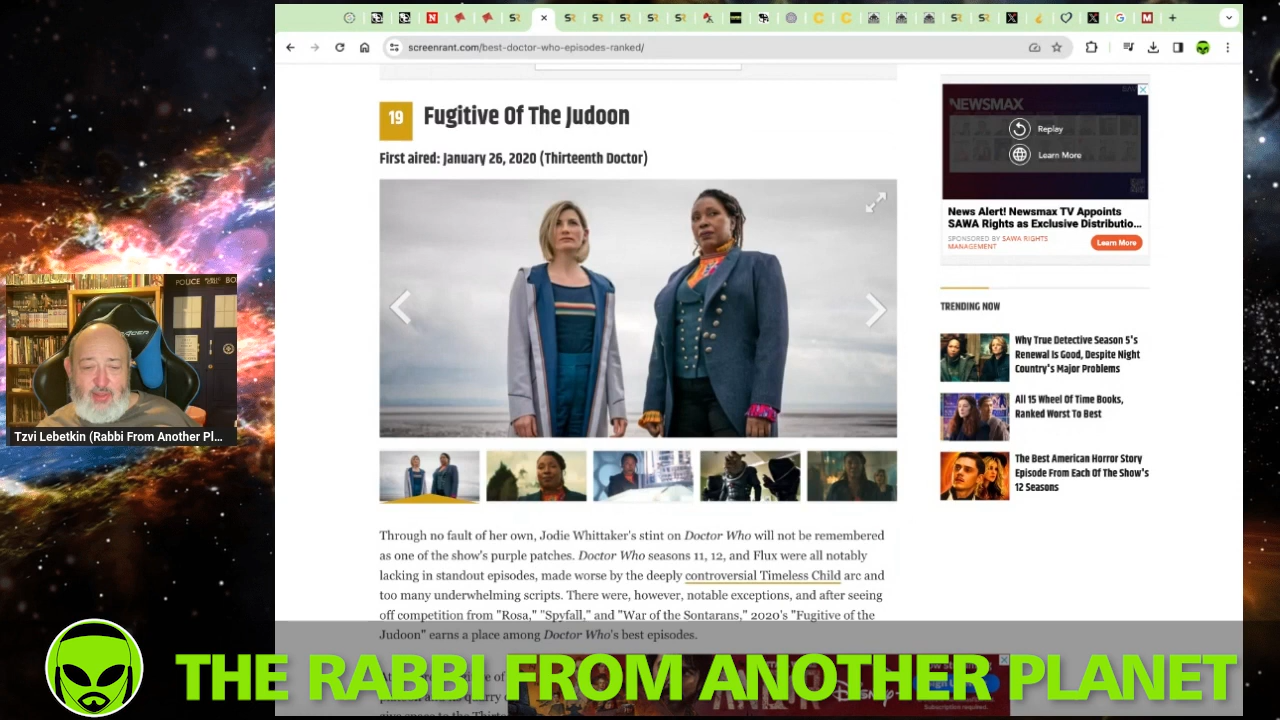 screenrant.com/best-doctor-who-episodes-ranked/
19 Fugitive Of The Judoon
First aired: January 26, 2020 (Thirteenth Doctor)
Through no fault of her own, Jodie Whittaker's stint on Doctor Who will not be remembered
as one of the show's purple patches. Doctor Who seasons 11, 12, and Flux were all notably
lacking in standout episodes, made worse by the deeply controversial Timeless Child arc and
too many underwhelming scripts. There were, however, notable exceptions, and after seeing
off competition from "Rosa," "Spyfall," and "War of the Sontarans," 2020's "Fugitive of the
Judoon" earns a place among Doctor Who's best episodes.
NEWSMAX
Replay
Learn More
News Alert! Newsmax TV Appoints
SAWA Rights as Exclusive Distributio...
SPONSORED BY SAWA RIGHTS
MANAGEMENT
Learn More
TRENDING NOW
Why True Detective Season 5's
Renewal Is Good, Despite Night
Country's Major Problems
All 15 Wheel Of Time Books,
Ranked Worst To Best
The Best American Horror Story
Episode From Each Of The Show's
12 Seasons
POLICE
Tzvi Lebetkin (Rabbi From Another Pl...
THE RABBI FROM ANOTHER PLANET